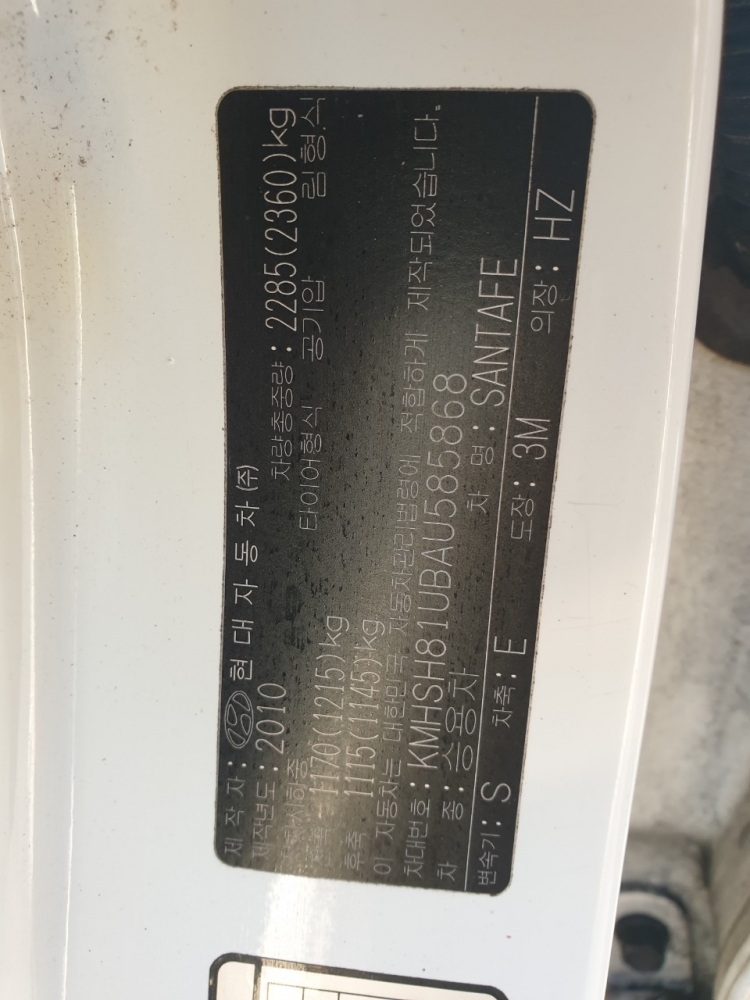 제 작 자 : 현 대 자 동 차 (주)
제작년도 : 2010 차량총중량 : 2285(2360)kg
타이어형식 공기압 림형식
1170(1215)kg
후축 1115(1145)kg
이 자동차는 대한민국 자동차관리법령에 적합하게 제작되었습니다.
차대번호 : KMHSH81UBAU585868
차 종 : 승용차 차 명 : SANTAFE
변속기 : S 차축 : E 도장 : 3M 의장 : HZ